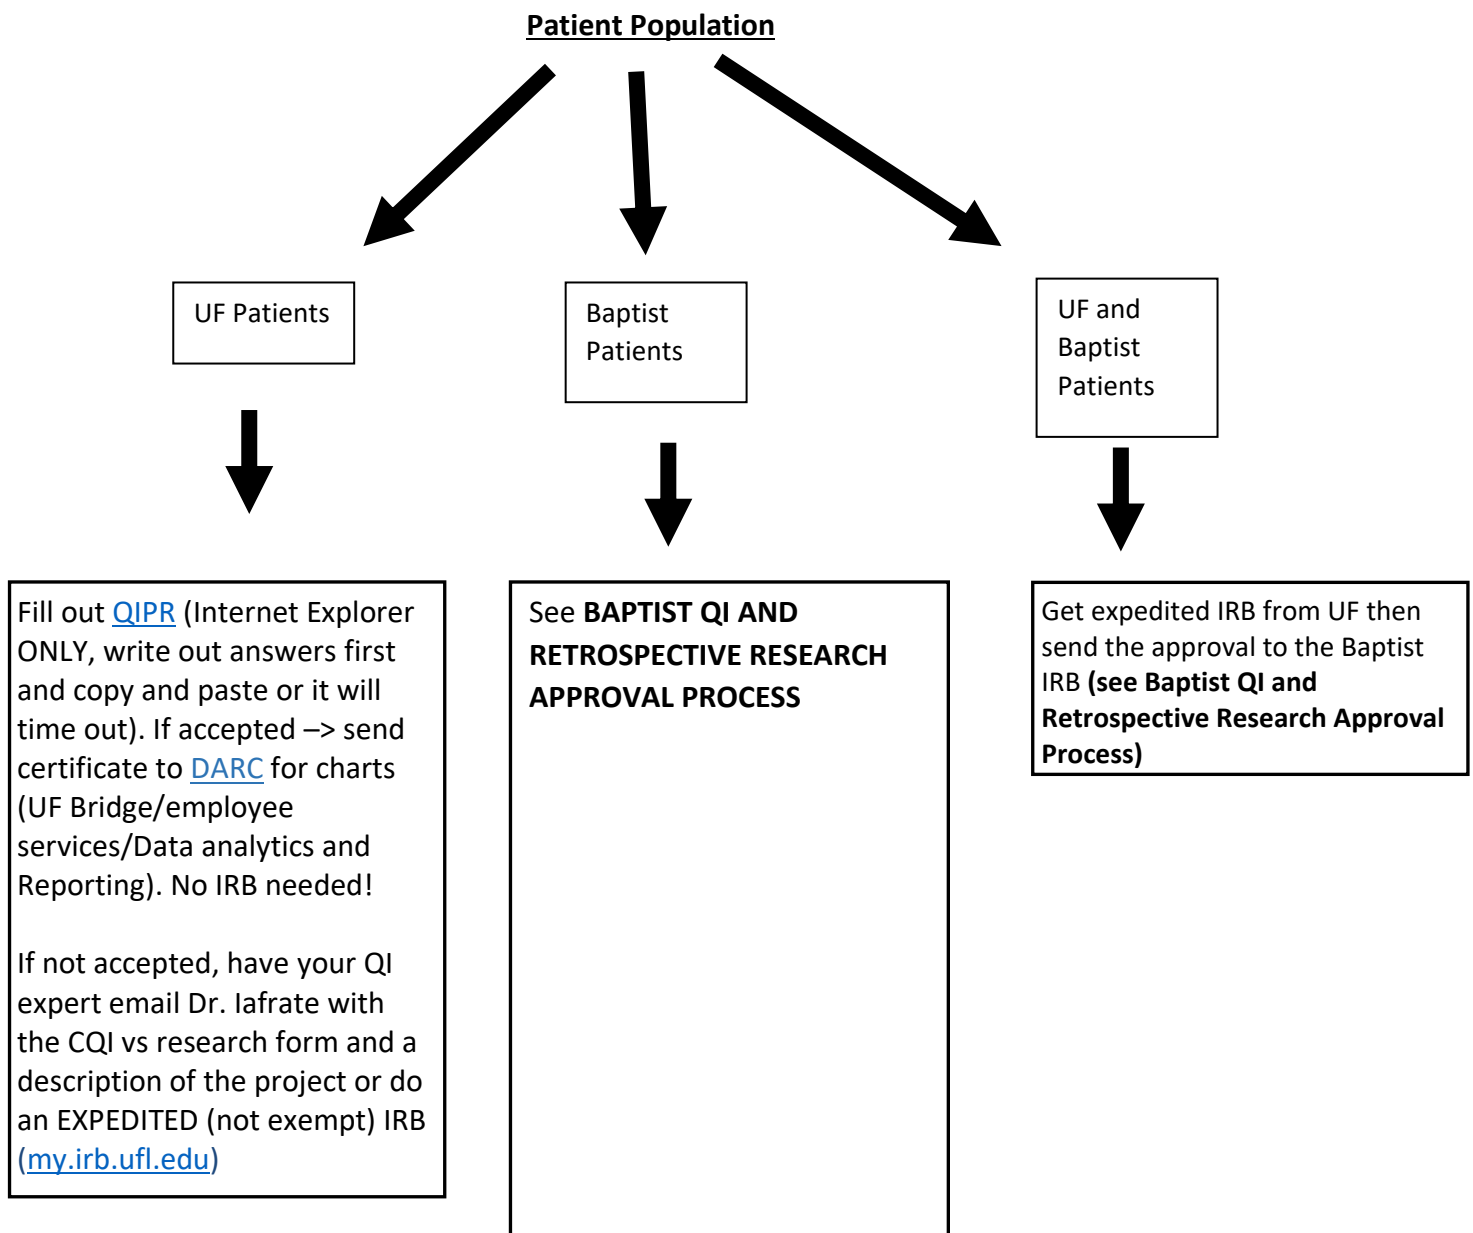 Patient Population
UF Patients
Baptist
Patients
UF and
Baptist
Patients
Fill out QIPR (Internet Explorer
ONLY, write out answers first
and copy and paste or it will
time out). If accepted –> send
certificate to DARC for charts
(UF Bridge/employee
services/Data analytics and
Reporting). No IRB needed!
If not accepted, have your QI
expert email Dr. Iafrate with
the CQI vs research form and a
description of the project or do
an EXPEDITED (not exempt) IRB
(my.irb.ufl.edu)
See BAPTIST QI AND
RETROSPECTIVE RESEARCH
APPROVAL PROCESS
Get expedited IRB from UF then
send the approval to the Baptist
IRB (see Baptist QI and
Retrospective Research Approval
Process)